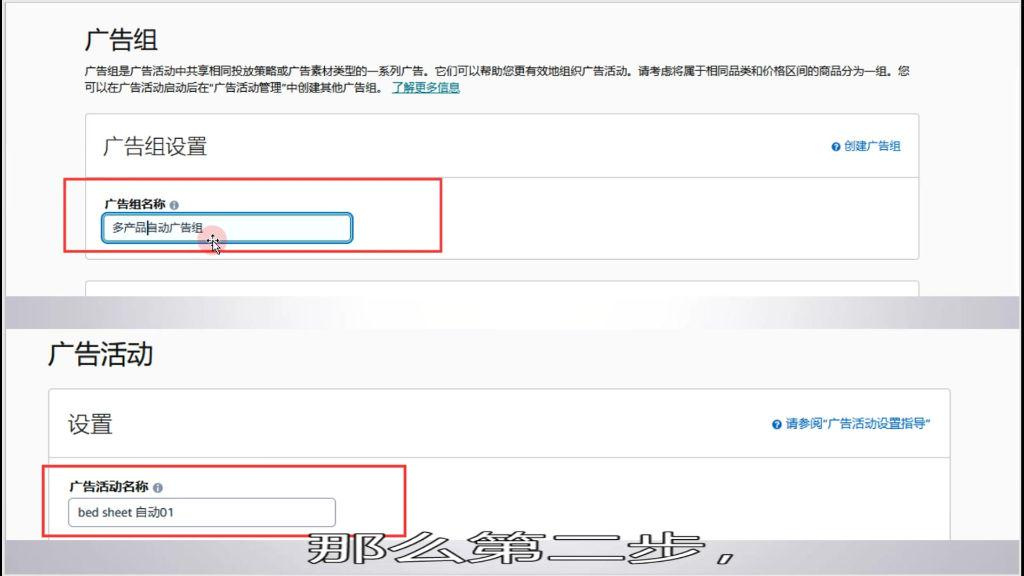 广告组
广告组是广告活动中共享相同投放策略或广告素材类型的一系列广告。它们可以帮助您更有效地组织广告活动。请考虑将属于相同品类和价格区间的商品分为一组。您
可以在广告活动启动后在“广告活动管理”中创建其他广告组。 了解更多信息
广告组设置
创建广告组
广告组名称
多产品自动广告组
广告活动
设置
请参阅“广告活动设置指导”
广告活动名称
bed sheet 自动01
那么第二步，